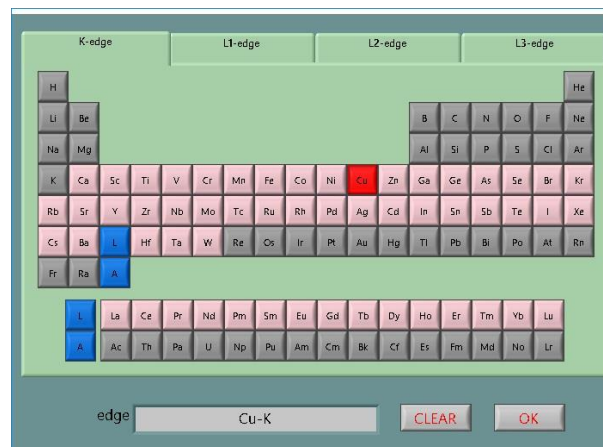 K-edge L1-edge L2-edge L3-edge
H He
Li Be B C N O F Ne
Na Mg Al Si P S Cl Ar
K Ca Sc Ti V Cr Mn Fe Co Ni Cu Zn Ga Ge As Se Br Kr
Rb Sr Y Zr Nb Mo Tc Ru Rh Pd Ag Cd In Sn Sb Te I Xe
Cs Ba L Hf Ta W Re Os Ir Pt Au Hg Tl Pb Bi Po At Rn
Fr Ra A
L La Ce Pr Nd Pm Sm Eu Gd Tb Dy Ho Er Tm Yb Lu
A Ac Th Pa U Np Pu Am Cm Bk Cf Es Fm Md No Lr
edge Cu-K CLEAR OK